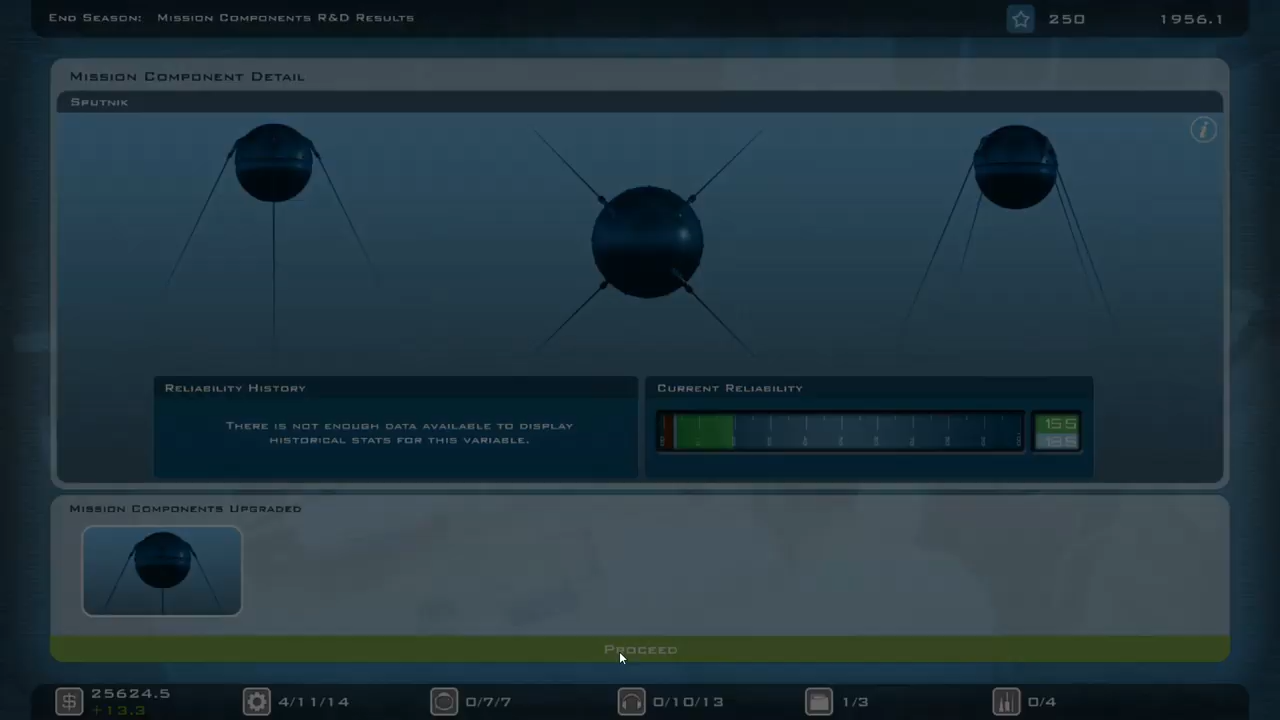 End Season: Mission Components R&D Results
250
1956.1
Mission Component Detail
Sputnik
Reliability History
There is not enough data available to display
historical stats for this variable.
Current Reliability
15.5
Mission Components Upgraded
Proceed
25624.5
+13.3
4/11/14
0/7/7
0/10/13
1/3
0/4